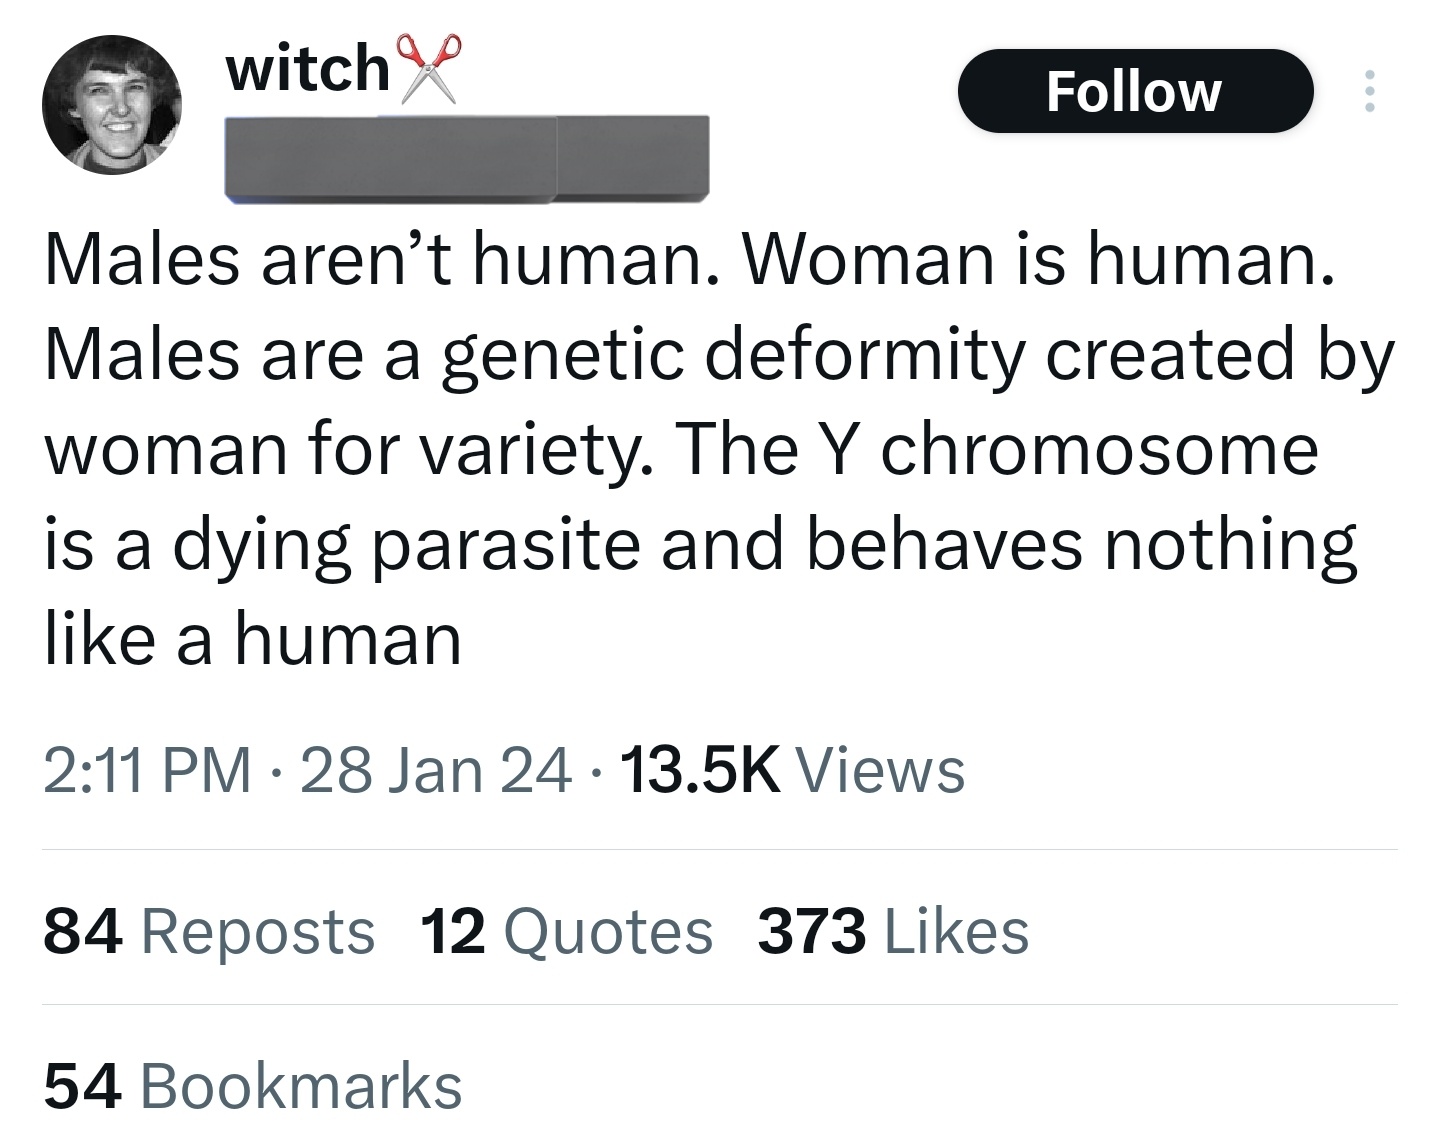 witch✂️
Follow
Males aren’t human. Woman is human.
Males are a genetic deformity created by
woman for variety. The Y chromosome
is a dying parasite and behaves nothing
like a human
2:11 PM · 28 Jan 24 · 13.5K Views
84 Reposts 12 Quotes 373 Likes
54 Bookmarks